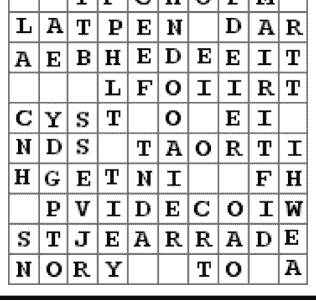 L A T P E N D A R
A E B H E D E E I T
L F O I I R T
C Y S T O E I
N D S T A O R T I
H G E T N I F H
P V I D E C O I W
S T J E A R R A D E
N O R Y T O A